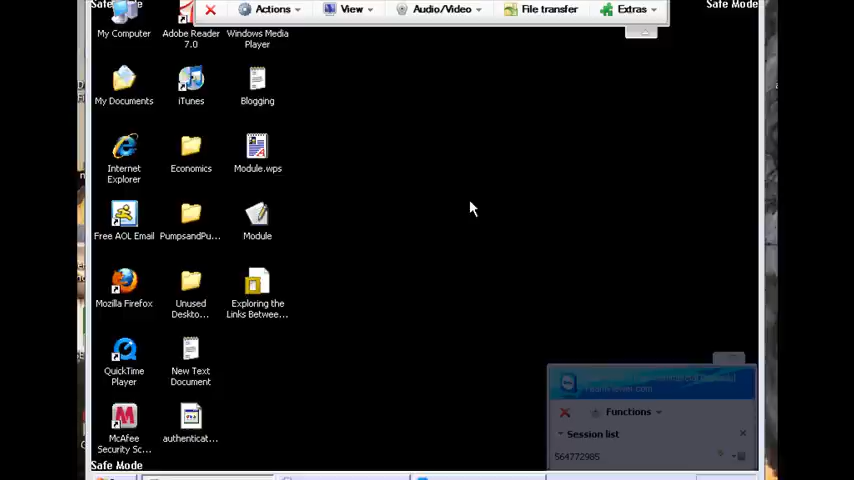 Safe Mode
Actions
View
Audio/Video
File transfer
Extras
Safe Mode
My Computer
Adobe Reader
7.0
Windows Media
Player
My Documents
iTunes
Blogging
Internet
Explorer
Economics
Module.wps
Free AOL Email
PumpsandPu...
Module
Mozilla Firefox
Unused
Deskto...
Exploring the
Links Betwee...
QuickTime
Player
New Text
Document
McAfee
Security Sc...
authenticat...
Functions
Session list
564772985
Safe Mode